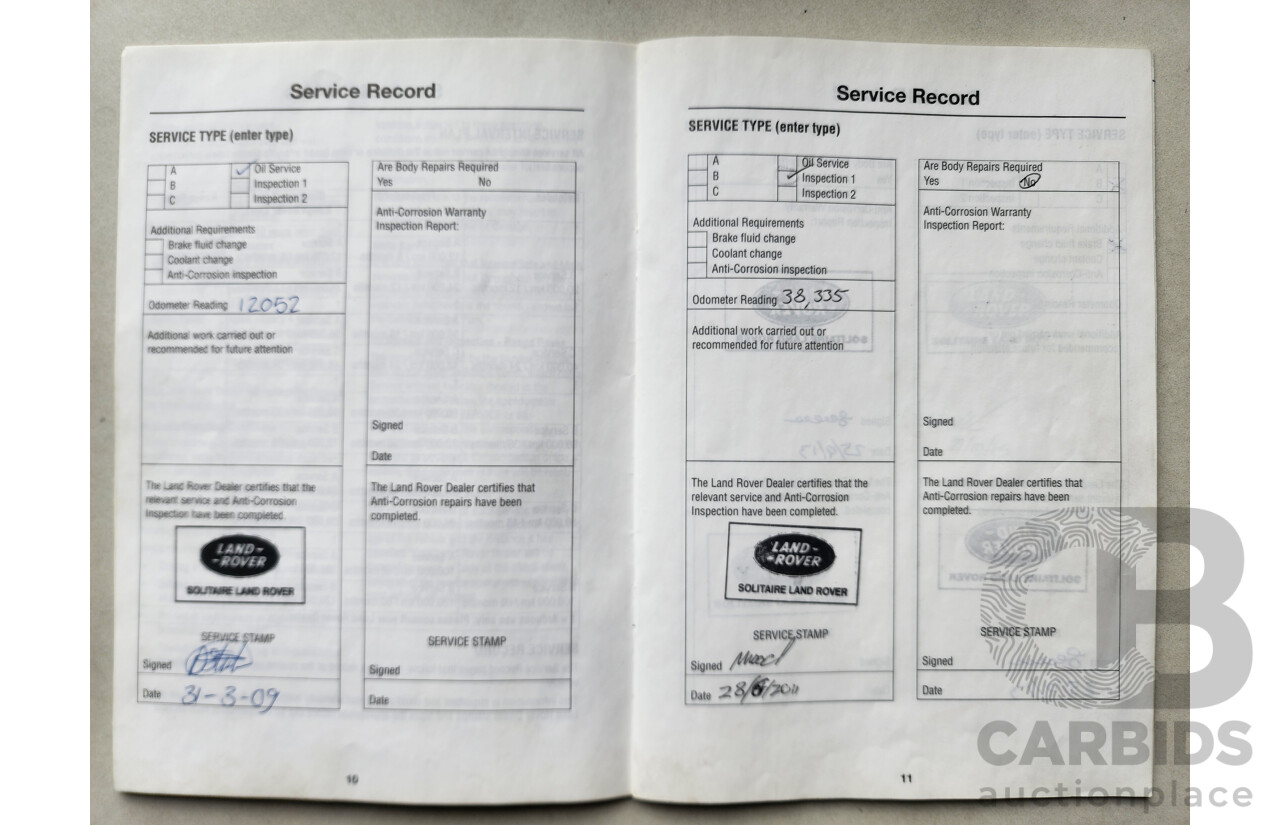 Service Record
SERVICE TYPE (enter type)
A
B
C
✓ Oil Service
Inspection 1
Inspection 2
Additional Requirements
Brake fluid change
Coolant change
Anti-Corrosion inspection
Odometer Reading 12052
Additional work carried out or
recommended for future attention
The Land Rover Dealer certifies that the
relevant service and Anti-Corrosion
Inspection have been completed.
LAND-
-ROVER
SOLITAIRE LAND ROVER
SERVICE STAMP
Signed
Date 31-3-09
Are Body Repairs Required
Yes No
Anti-Corrosion Warranty
Inspection Report:
Signed
Date
The Land Rover Dealer certifies that
Anti-Corrosion repairs have been
completed.
SERVICE STAMP
Signed
Date
10
Service Record
SERVICE TYPE (enter type)
A
B
C
Oil Service
✓ Inspection 1
Inspection 2
Additional Requirements
Brake fluid change
Coolant change
Anti-Corrosion inspection
Odometer Reading 38,335
Additional work carried out or
recommended for future attention
The Land Rover Dealer certifies that the
relevant service and Anti-Corrosion
Inspection have been completed.
LAND-
-ROVER
SOLITAIRE LAND ROVER
SERVICE STAMP
Signed
Date 28/6/2011
Are Body Repairs Required
Yes No
Anti-Corrosion Warranty
Inspection Report:
Signed
Date
The Land Rover Dealer certifies that
Anti-Corrosion repairs have been
completed.
SERVICE STAMP
Signed
Date
11
CB
CARBIDS
auctionplace